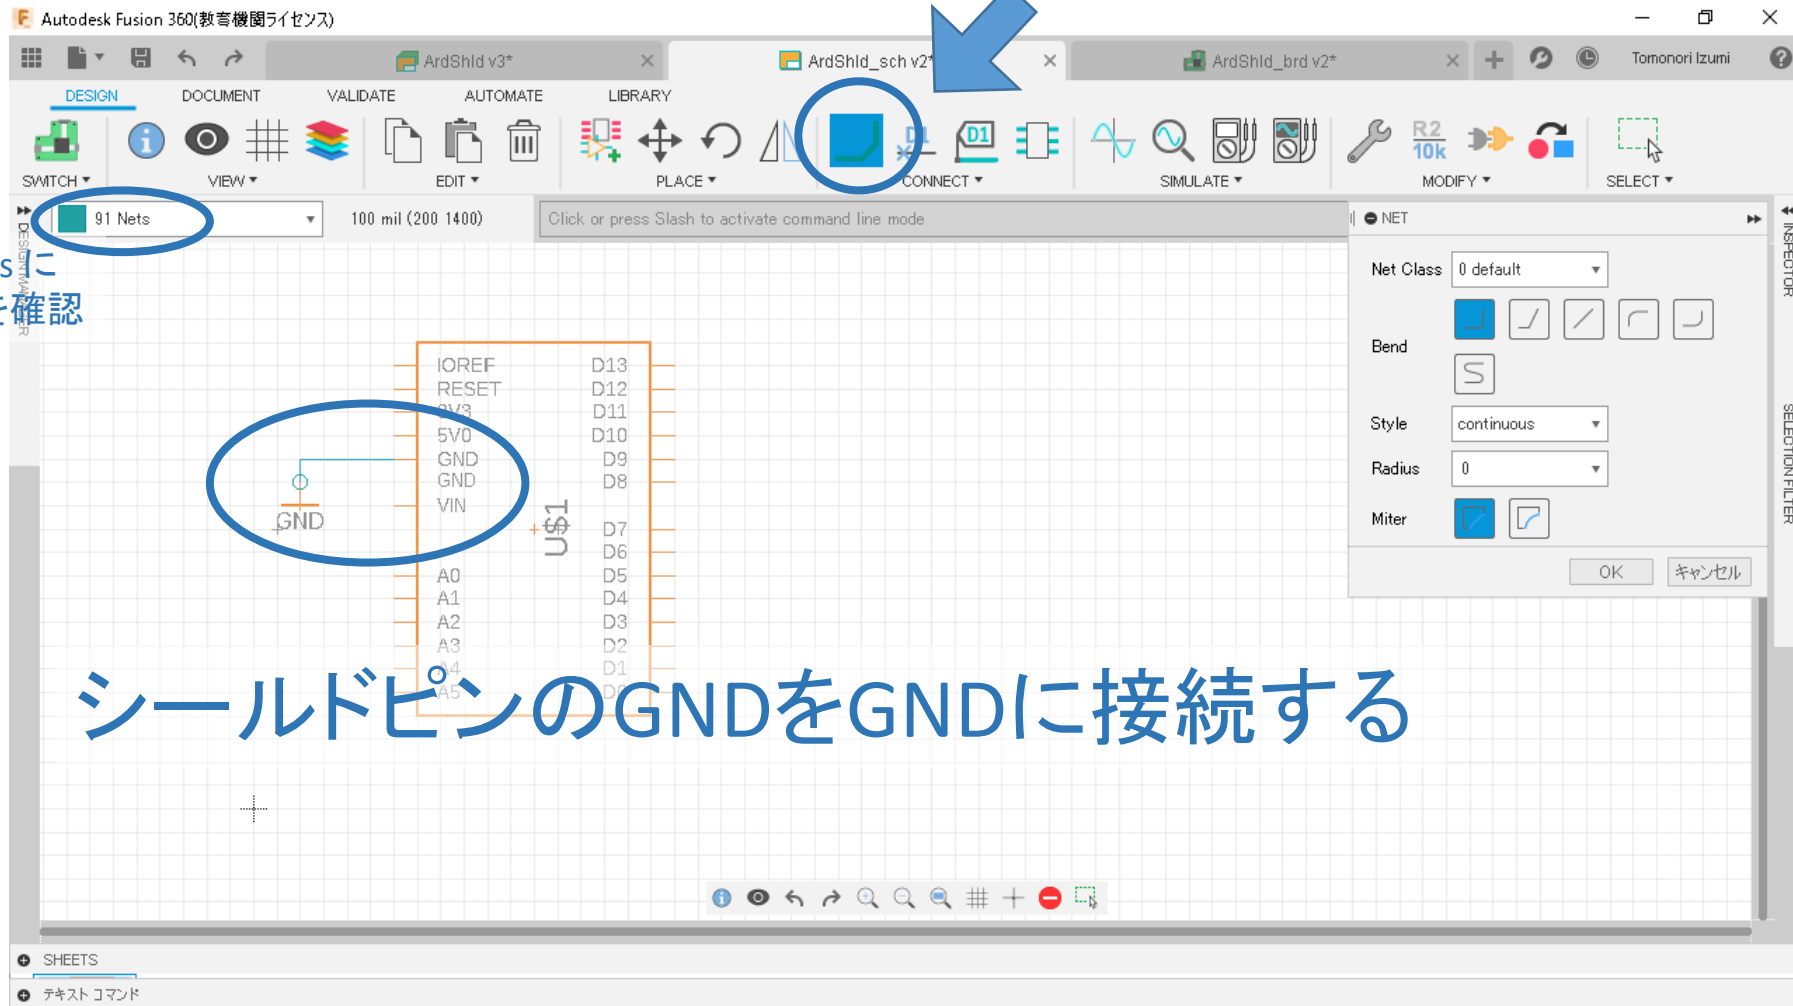 Autodesk Fusion 360(教育機関ライセンス)
ArdShld v3*
ArdShld_sch v2*
ArdShld_brd v2*
Tomonori Izumi
DESIGN
DOCUMENT
VALIDATE
AUTOMATE
LIBRARY
D1
D1
R2
10k
SWITCH
VIEW
EDIT
PLACE
CONNECT
SIMULATE
MODIFY
SELECT
91 Nets
100 mil (200 1400)
Click or press Slash to activate command line mode
NET
INSPECTOR
s に
を確認
Net Class
0 default
Bend
Style
continuous
Radius
0
Miter
OK
キャンセル
SELECTION FILTER
IOREF
RESET
3V3
5V0
GND
GND
VIN
A0
A1
A2
A3
A4
A5
D13
D12
D11
D10
D9
D8
D7
D6
D5
D4
D3
D2
D1
D0
U$1
GND
シールドピンのGNDをGNDに接続する
SHEETS
テキスト コマンド